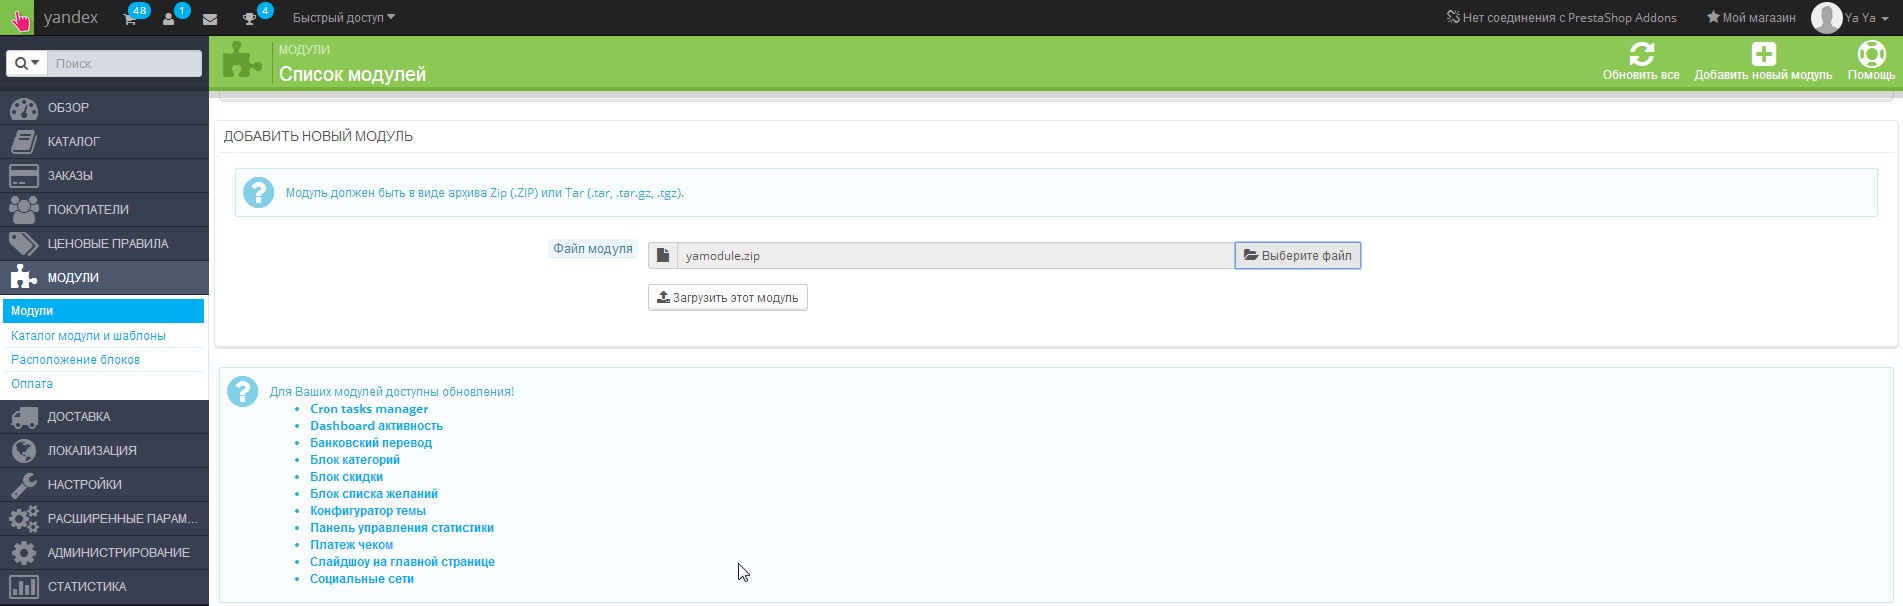 yandex 48 1 4 Быстрый доступ Нет соединения с PrestaShop Addons Мой магазин Ya Ya
Поиск
МОДУЛИ
Список модулей
Обновить все Добавить новый модуль Помощь
ОБЗОР
КАТАЛОГ
ЗАКАЗЫ
ПОКУПАТЕЛИ
ЦЕНОВЫЕ ПРАВИЛА
МОДУЛИ
Модули
Каталог модули и шаблоны
Расположение блоков
Оплата
ДОСТАВКА
ЛОКАЛИЗАЦИЯ
НАСТРОЙКИ
РАСШИРЕННЫЕ ПАРАМ...
АДМИНИСТРИРОВАНИЕ
СТАТИСТИКА
ДОБАВИТЬ НОВЫЙ МОДУЛЬ
Модуль должен быть в виде архива Zip (.ZIP) или Tar (.tar, .tar.gz, .tgz).
Файл модуля yamodule.zip Выберите файл
Загрузить этот модуль
Для Ваших модулей доступны обновления!
Cron tasks manager
Dashboard активность
Банковский перевод
Блок категорий
Блок скидки
Блок списка желаний
Конфигуратор темы
Панель управления статистики
Платеж чеком
Слайдшоу на главной странице
Социальные сети